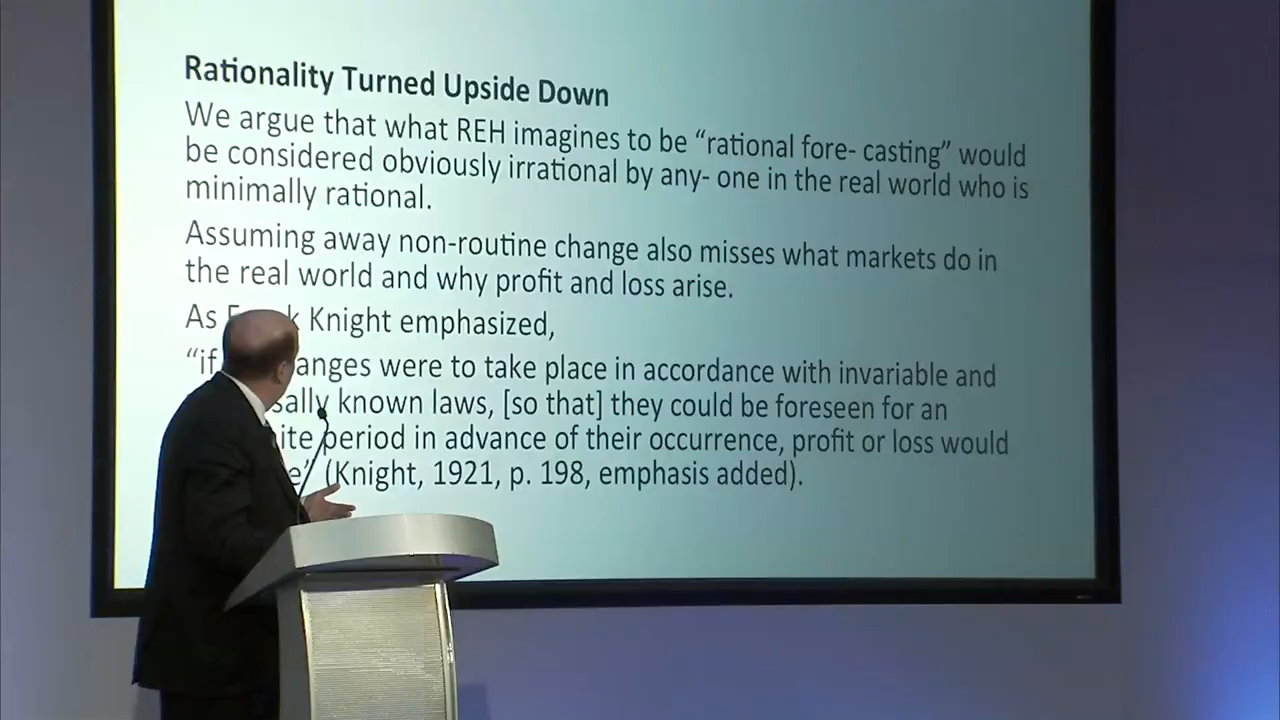 Rationality Turned Upside Down
We argue that what REH imagines to be “rational fore- casting” would
be considered obviously irrational by any- one in the real world who is
minimally rational.
Assuming away non-routine change also misses what markets do in
the real world and why profit and loss arise.
As Knight emphasized,
“if were to take place in accordance with invariable and
known laws, [so that] they could be foreseen for an
period in advance of their occurrence, profit or loss would
(Knight, 1921, p. 198, emphasis added).